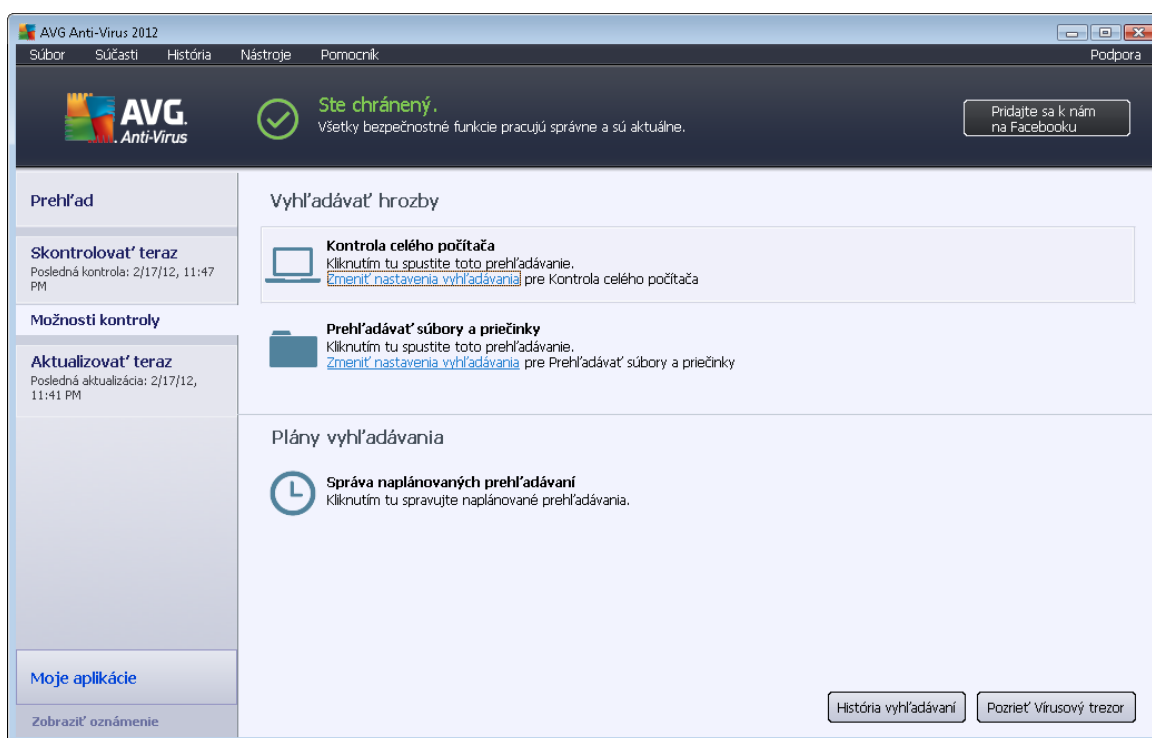 AVG Anti-Virus 2012
Súbor Súčasti História Nástroje Pomocník Podpora
AVG.
Anti-Virus
Ste chránený.
Všetky bezpečnostné funkcie pracujú správne a sú aktuálne.
Pridajte sa k nám
na Facebooku
Prehľad
Skontrolovať teraz
Posledná kontrola: 2/17/12, 11:47
PM
Možnosti kontroly
Aktualizovať teraz
Posledná aktualizácia: 2/17/12,
11:41 PM
Moje aplikácie
Zobraziť oznámenie
Vyhľadávať hrozby
Kontrola celého počítača
Kliknutím tu spustite toto prehľadávanie.
Zmeniť nastavenia vyhľadávania pre Kontrola celého počítača
Prehľadávať súbory a priečinky
Kliknutím tu spustite toto prehľadávanie.
Zmeniť nastavenia vyhľadávania pre Prehľadávať súbory a priečinky
Plány vyhľadávania
Správa naplánovaných prehľadávaní
Kliknutím tu spravujte naplánované prehľadávania.
História vyhľadávaní
Pozrieť Vírusový trezor